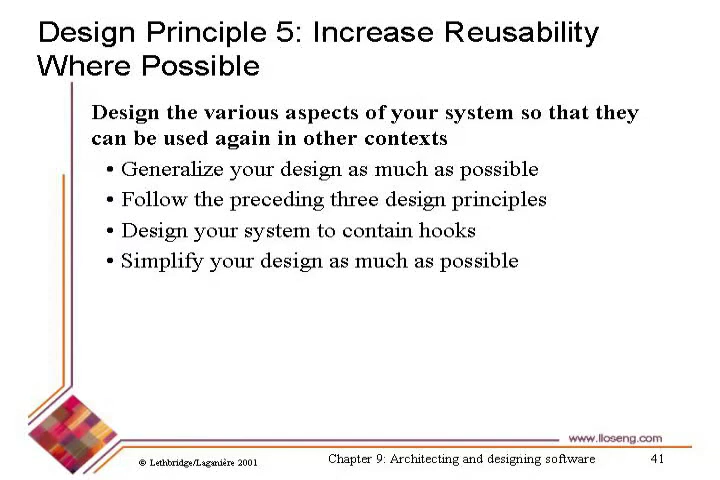 Design Principle 5: Increase Reusability
Where Possible
Design the various aspects of your system so that they
can be used again in other contexts
• Generalize your design as much as possible
• Follow the preceding three design principles
• Design your system to contain hooks
• Simplify your design as much as possible
www.lloseng.com
© Lethbridge/Laganière 2001
Chapter 9: Architecting and designing software
41